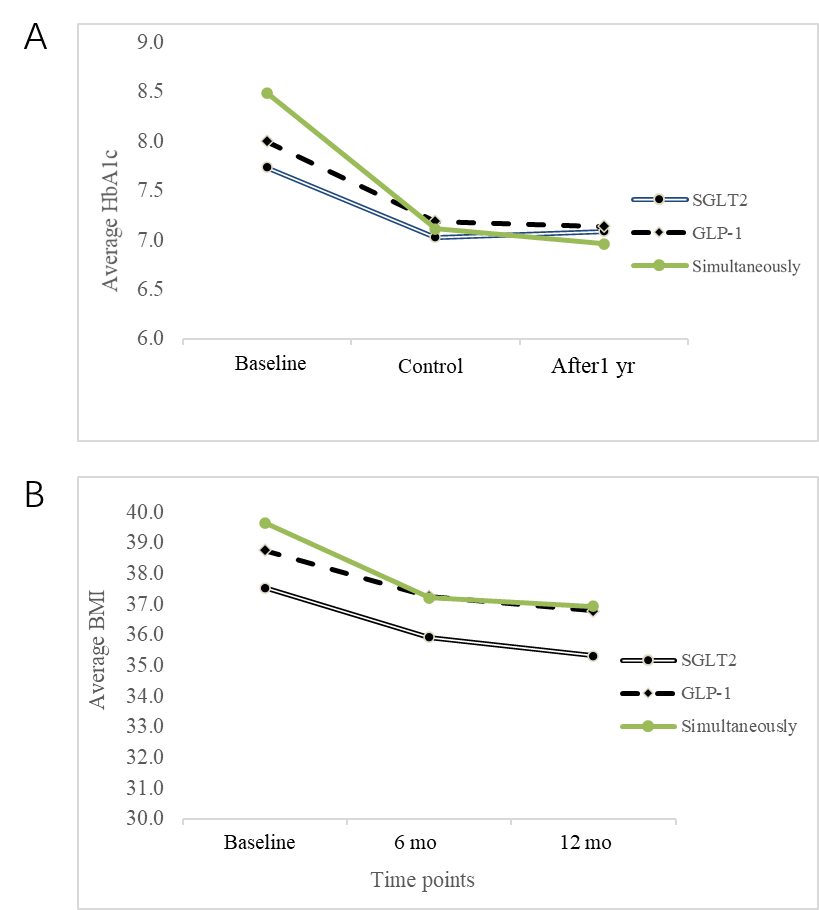 A
9.0
8.5
8.0
7.5
7.0
6.5
6.0
Average HbA1c
Baseline
Control
After1 yr
SGLT2
GLP-1
Simultaneously
B
40.0
39.0
38.0
37.0
36.0
35.0
34.0
33.0
32.0
31.0
30.0
Average BMI
Baseline
6 mo
12 mo
Time points
SGLT2
GLP-1
Simultaneously